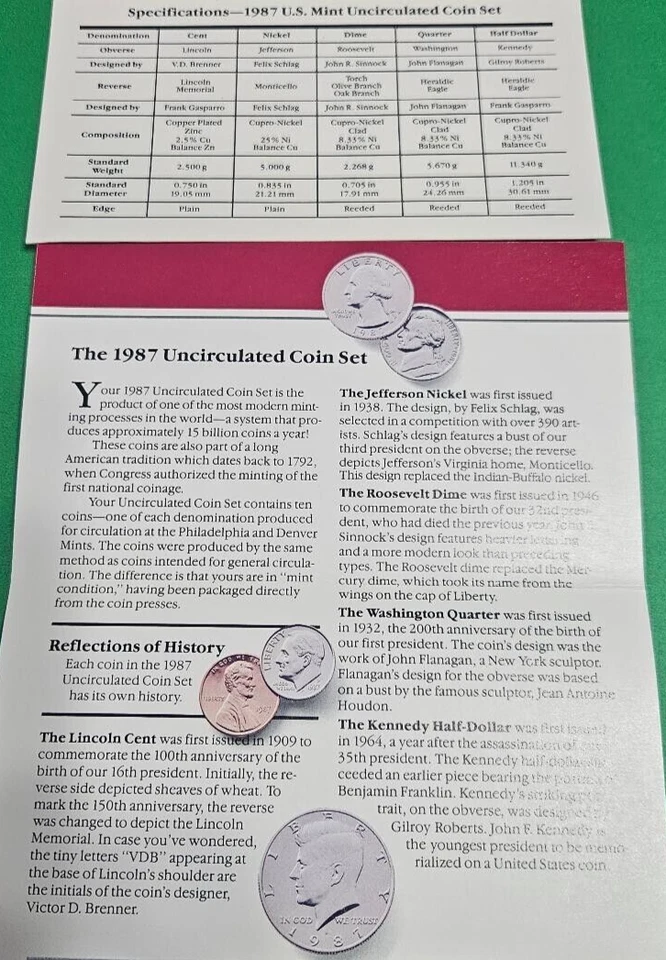 Specifications—1987 U.S. Mint Uncirculated Coin Set
Denomination Cent Nickel Dime Quarter Half Dollar
Obverse Lincoln Jefferson Roosevelt Washington Kennedy
Designed by V.D. Brenner Felix Schlag John R. Sinnock John Flanagan Gilroy Roberts
Reverse Lincoln Memorial Monticello Torch Olive Branch Oak Branch Heraldic Eagle Heraldic Eagle
Designed by Frank Gasparro Felix Schlag John R. Sinnock John Flanagan Frank Gasparro
Composition Copper Plated Zinc 2.5% Cu Balance Zn Cupro-Nickel 25% Ni Balance Cu Cupro-Nickel Clad 8.33% Ni Balance Cu Cupro-Nickel Clad 8.33% Ni Balance Cu Cupro-Nickel Clad 8.33% Ni Balance Cu
Standard Weight 2.500 g 5.000 g 2.268 g 5.670 g 11.340 g
Standard Diameter 0.750 in 19.05 mm 0.835 in 21.21 mm 0.705 in 17.91 mm 0.955 in 24.26 mm 1.205 in 30.61 mm
Edge Plain Plain Reeded Reeded Reeded
LIBERTY
The 1987 Uncirculated Coin Set
Your 1987 Uncirculated Coin Set is the
product of one of the most modern mint-
ing processes in the world—a system that pro-
duces approximately 15 billion coins a year!
These coins are also part of a long
American tradition which dates back to 1792,
when Congress authorized the minting of the
first national coinage.
Your Uncirculated Coin Set contains ten
coins—one of each denomination produced
for circulation at the Philadelphia and Denver
Mints. The coins were produced by the same
method as coins intended for general circula-
tion. The difference is that yours are in "mint
condition," having been packaged directly
from the coin presses.
Reflections of History
Each coin in the 1987
Uncirculated Coin Set
has its own history.
LIBERTY
1987
The Lincoln Cent was first issued in 1909 to
commemorate the 100th anniversary of the
birth of our 16th president. Initially, the re-
verse side depicted sheaves of wheat. To
mark the 150th anniversary, the reverse
was changed to depict the Lincoln
Memorial. In case you've wondered,
the tiny letters "VDB" appearing at
the base of Lincoln's shoulder are
the initials of the coin's designer,
Victor D. Brenner.
The Jefferson Nickel was first issued
in 1938. The design, by Felix Schlag, was
selected in a competition with over 390 art-
ists. Schlag's design features a bust of our
third president on the obverse; the reverse
depicts Jefferson's Virginia home, Monticello.
This design replaced the Indian-Buffalo nickel.
The Roosevelt Dime was first issued in 1946
to commemorate the birth of our 32nd presi-
dent, who had died the previous year. John
Sinnock's design features heavier lettering
and a more modern look than preceding
types. The Roosevelt dime replaced the Mer-
cury dime, which took its name from the
wings on the cap of Liberty.
The Washington Quarter was first issued
in 1932, the 200th anniversary of the birth of
our first president. The coin's design was the
work of John Flanagan, a New York sculptor.
Flanagan's design for the obverse was based
on a bust by the famous sculptor, Jean Antoine
Houdon.
The Kennedy Half-Dollar was first issued
in 1964, a year after the assassination of
35th president. The Kennedy half-dollar
ceeded an earlier piece bearing the
Benjamin Franklin. Kennedy's striking
trait, on the obverse, was designed
Gilroy Roberts. John F. Kennedy is
the youngest president to be memo-
rialized on a United States coin.
LIBERTY
IN GOD WE TRUST
1987